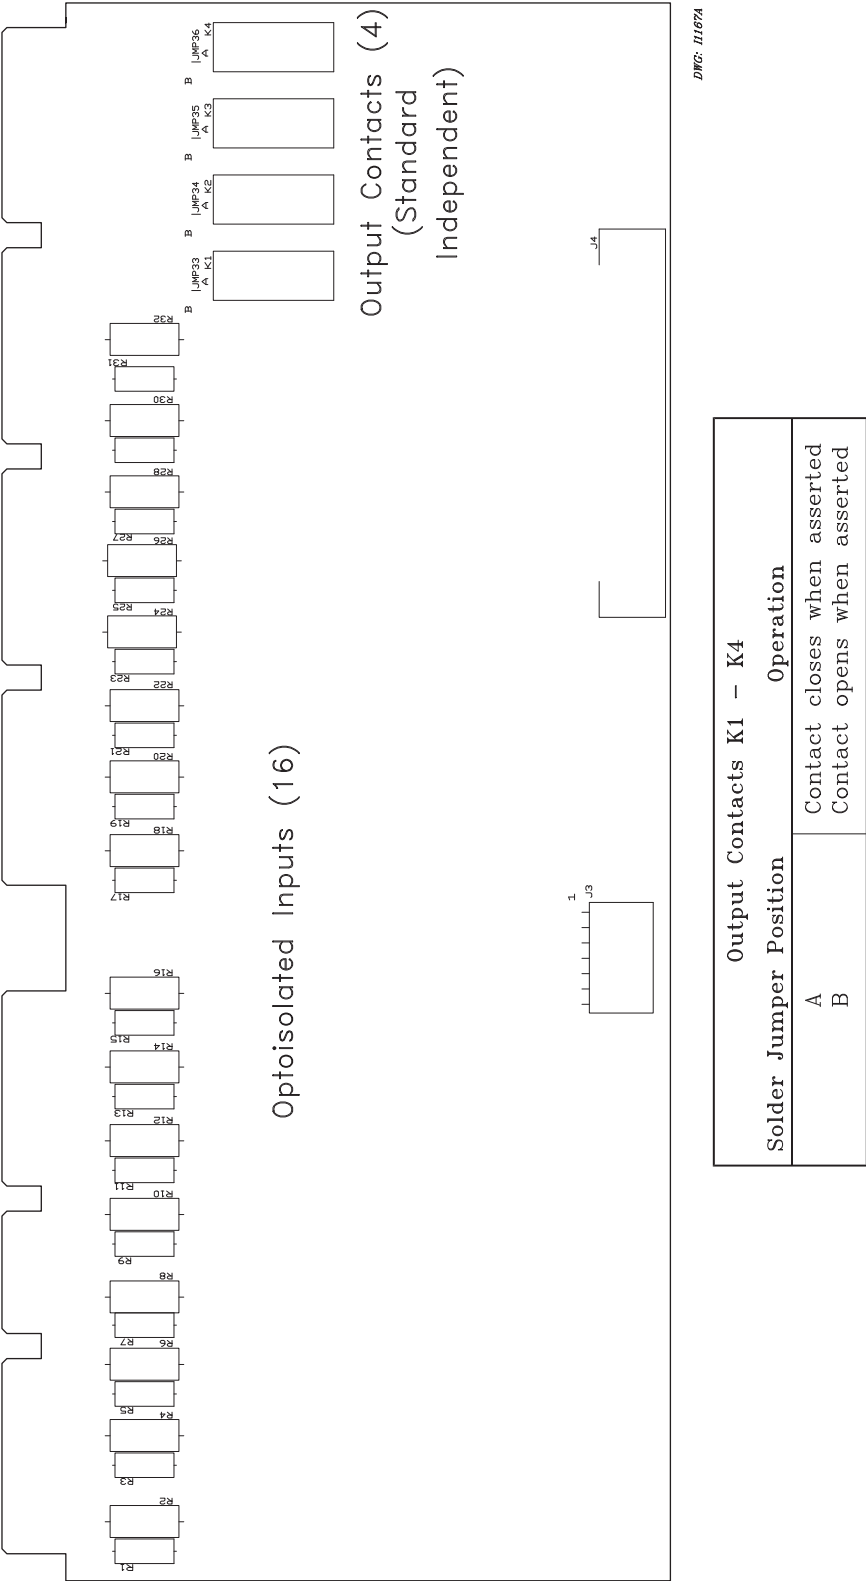 JMP36
A K4
B
JMP35
A K3
B
JMP34
A K2
B
JMP33
A K1
B
Output Contacts (4)
(Standard
Independent)
R32
R31
R30
R28
R27
R26
R25
R24
R23
R22
R21
R20
R19
R18
R17
R16
R15
R14
R13
R12
R11
R10
R9
R8
R7
R6
R5
R4
R3
R2
R1
Optoisolated Inputs (16)
J4
1
J3
DWG: I1167A
Output Contacts K1 – K4
Solder Jumper Position Operation
A Contact closes when asserted
B Contact opens when asserted